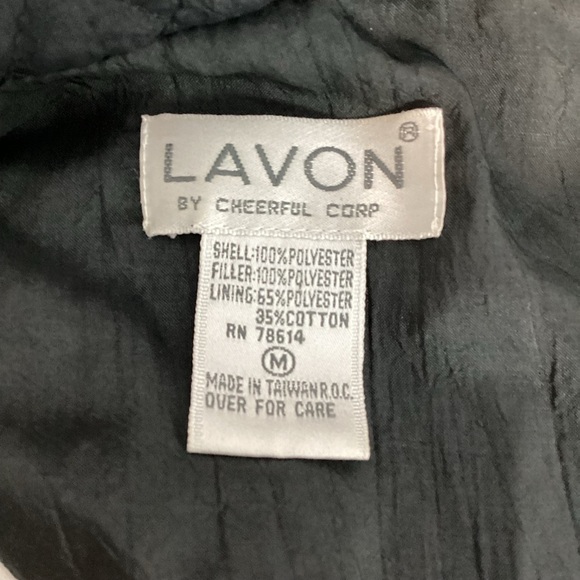 LAVON®
BY CHEERFUL CORP
SHELL:100%POLYESTER
FILLER:100%POLYESTER
LINING:65%POLYESTER
35%COTTON
RN 78614
M
MADE IN TAIWAN R.O.C.
OVER FOR CARE